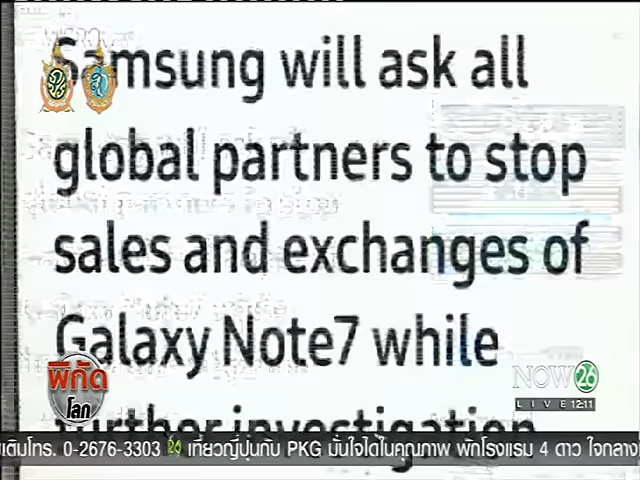 Samsung will ask all
global partners to stop
sales and exchanges of
Galaxy Note7 while
further investigation
พิกัด
โลก
NOW 26
LIVE 12:11
เติมโทร. 0-2676-3303 26 เที่ยวญี่ปุ่นกับ PKG มั่นใจได้ในคุณภาพ พักโรงแรม 4 ดาว ใจกลาง